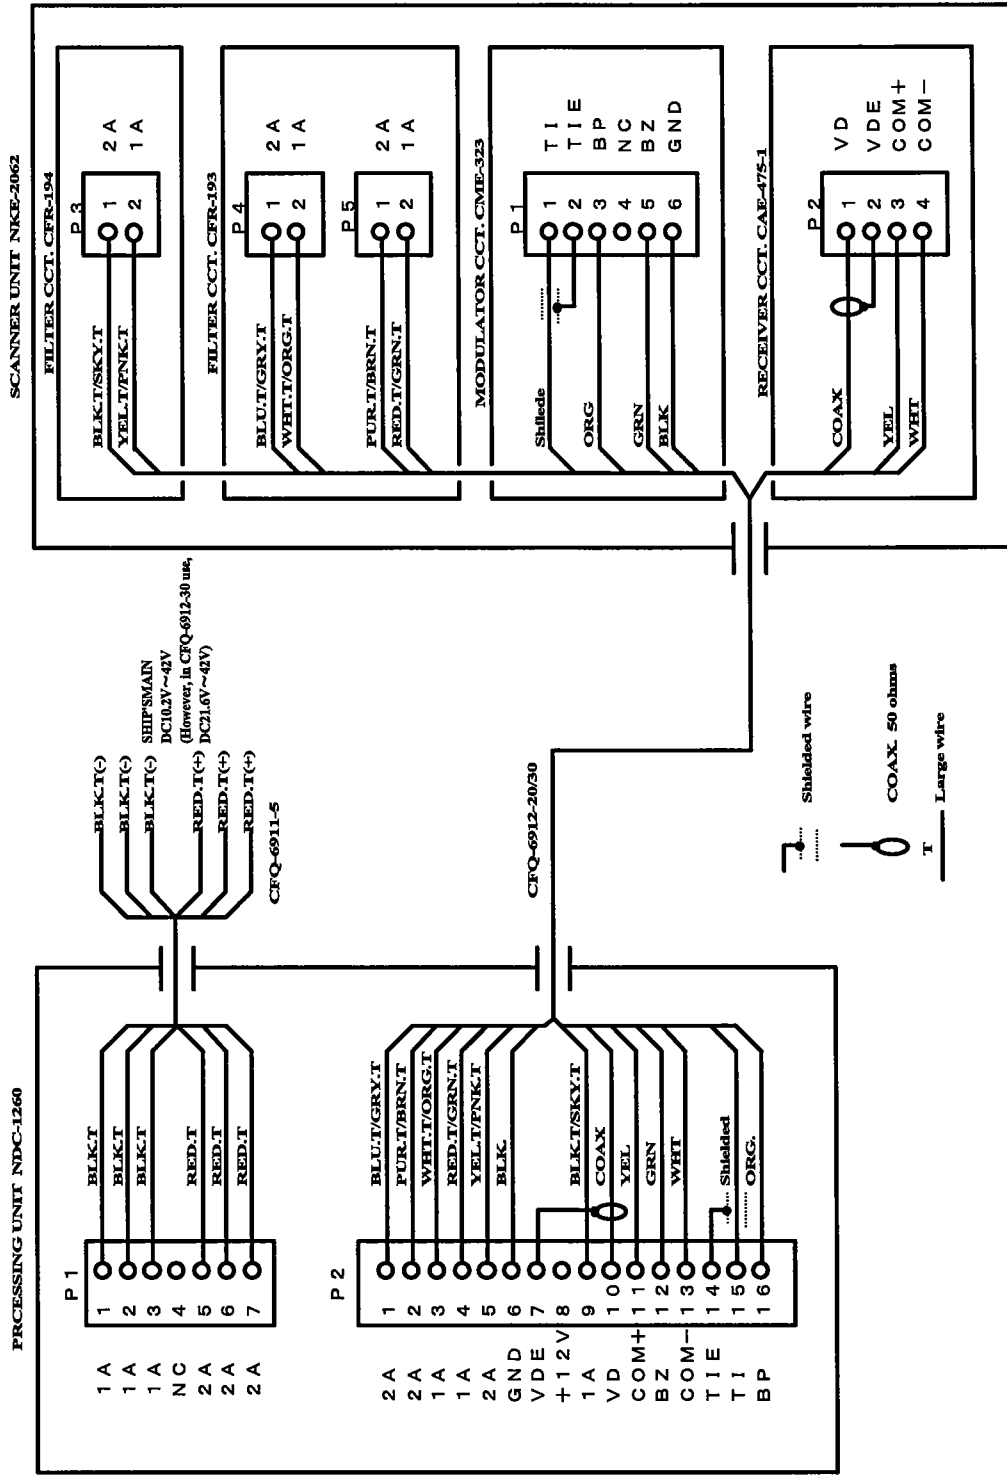 PRCESSING UNIT NDC-1260
P1
1A 1 BLK.T
1A 2 BLK.T
1A 3 BLK.T
NC 4
2A 5 RED.T
2A 6 RED.T
2A 7 RED.T
BLK.T(-)
BLK.T(-)
BLK.T(-)
SHIP'SMAIN
DC10.2V~42V
(However, in CFQ-6912-30 use,
DC21.6V~42V)
RED.T(+)
RED.T(+)
RED.T(+)
CFQ-6911-5
P2
2A 1 BLU.T/GRY.T
2A 2 PUR.T/BRN.T
1A 3 WHT.T/ORG.T
1A 4 RED.T/GRN.T
2A 5 YEL.T/PNK.T
GND 6 BLK.
VDE 7
+12V 8
1A 9 BLK.T/SKY.T
VD 10 COAX
COM+ 11 YEL
BZ 12 GRN
COM- 13 WHT
TIE 14
TI 15 Shielded
BP 16 ORG.
CFQ-6912-20/30
Shielded wire
COAX. 50 ohms
T
Large wire
SCANNER UNIT NKE-2062
FILTER CCT. CFR-194
P3
BLK.T/SKY.T 1 2A
YEL.T/PNK.T 2 1A
FILTER CCT. CFR-193
P4
BLU.T/GRY.T 1 2A
WHT.T/ORG.T 2 1A
P5
PUR.T/BRN.T 1 2A
RED.T/GRN.T 2 1A
MODULATOR CCT. CME-323
P1
Shilede 1 TI
2 TIE
ORG 3 BP
4 NC
GRN 5 BZ
BLK 6 GND
RECEIVER CCT. CAE-475-1
P2
COAX 1 VD
2 VDE
YEL 3 COM+
WHT 4 COM-